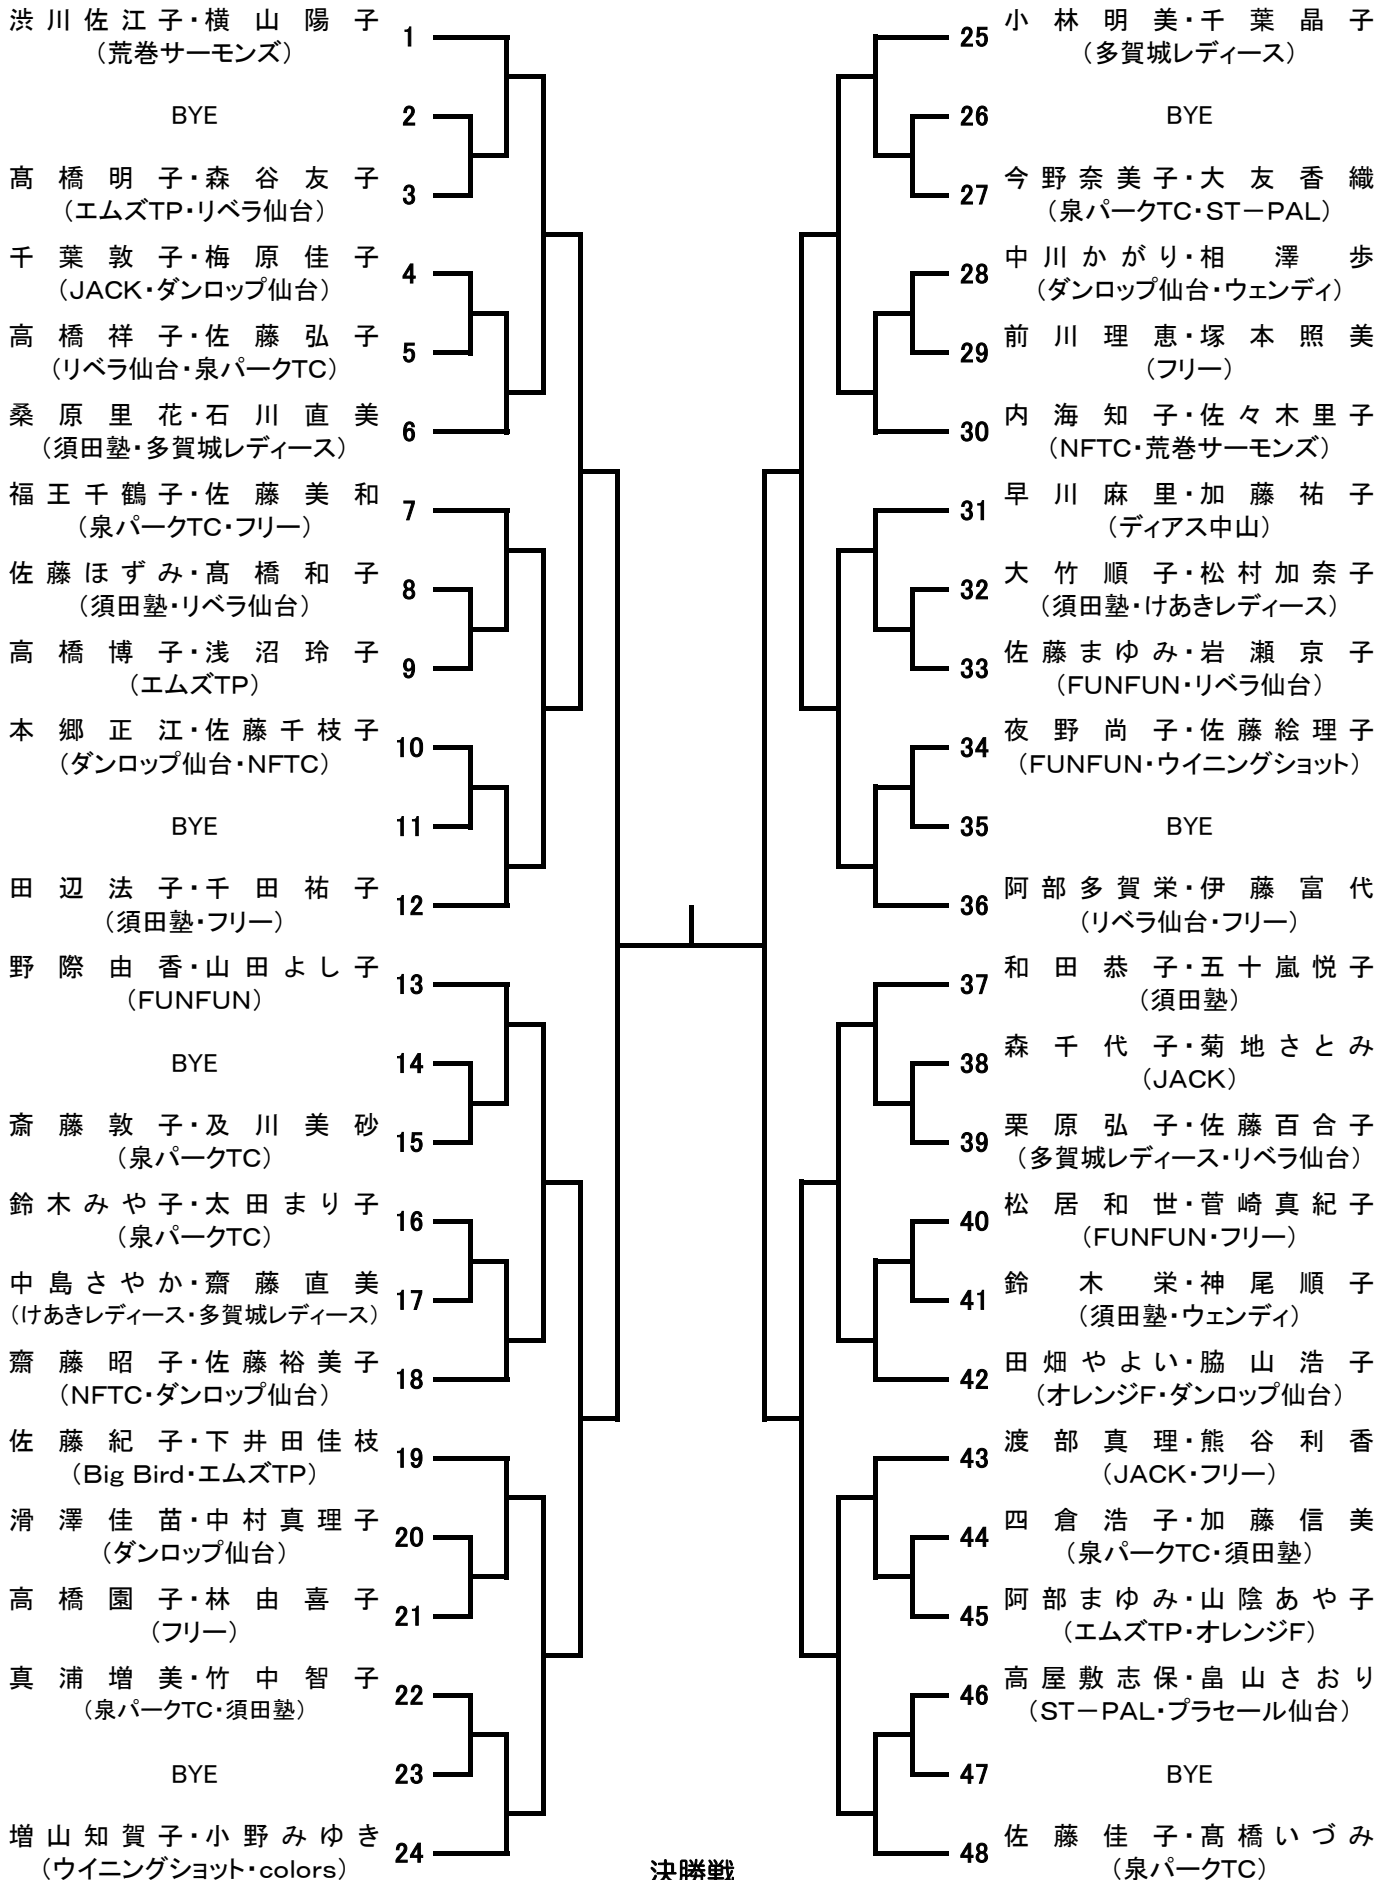 渋川佐江子・横山陽子
1
(荒巻サーモンズ)
BYE
2
髙橋明子・森谷友子
3
(エムズTP・リベラ仙台)
千葉敦子・梅原佳子
4
(JACK・ダンロップ仙台)
高橋祥子・佐藤弘子
5
(リベラ仙台・泉パークTC)
桑原里花・石川直美
6
(須田塾・多賀城レディース)
福王千鶴子・佐藤美和
7
(泉パークTC・フリー)
佐藤ほずみ・髙橋和子
8
(須田塾・リベラ仙台)
高橋博子・浅沼玲子
9
(エムズTP)
本郷正江・佐藤千枝子
10
(ダンロップ仙台・NFTC)
BYE
11
田辺法子・千田祐子
12
(須田塾・フリー)
野際由香・山田よし子
13
(FUNFUN)
BYE
14
斎藤敦子・及川美砂
15
(泉パークTC)
鈴木みや子・太田まり子
16
(泉パークTC)
中島さやか・齋藤直美
17
(けあきレディース・多賀城レディース)
齋藤昭子・佐藤裕美子
18
(NFTC・ダンロップ仙台)
佐藤紀子・下井田佳枝
19
(Big Bird・エムズTP)
滑澤佳苗・中村真理子
20
(ダンロップ仙台)
高橋園子・林由喜子
21
(フリー)
真浦増美・竹中智子
22
(泉パークTC・須田塾)
BYE
23
増山知賀子・小野みゆき
24
(ウイニングショット・colors)
小林明美・千葉晶子
25
(多賀城レディース)
26
BYE
今野奈美子・大友香織
27
(泉パークTC・ST－PAL)
中川かがり・相澤歩
28
(ダンロップ仙台・ウェンディ)
前川理恵・塚本照美
29
(フリー)
内海知子・佐々木里子
30
(NFTC・荒巻サーモンズ)
早川麻里・加藤祐子
31
(ディアス中山)
大竹順子・松村加奈子
32
(須田塾・けあきレディース)
佐藤まゆみ・岩瀬京子
33
(FUNFUN・リベラ仙台)
夜野尚子・佐藤絵理子
34
(FUNFUN・ウイニングショット)
35
BYE
阿部多賀栄・伊藤富代
36
(リベラ仙台・フリー)
和田恭子・五十嵐悦子
37
(須田塾)
森千代子・菊地さとみ
38
(JACK)
栗原弘子・佐藤百合子
39
(多賀城レディース・リベラ仙台)
松居和世・菅崎真紀子
40
(FUNFUN・フリー)
鈴木栄・神尾順子
41
(須田塾・ウェンディ)
田畑やよい・脇山浩子
42
(オレンジF・ダンロップ仙台)
渡部真理・熊谷利香
43
(JACK・フリー)
四倉浩子・加藤信美
44
(泉パークTC・須田塾)
阿部まゆみ・山陰あや子
45
(エムズTP・オレンジF)
高屋敷志保・畠山さおり
46
(ST－PAL・プラセール仙台)
47
BYE
佐藤佳子・髙橋いづみ
48
(泉パークTC)
決勝戦